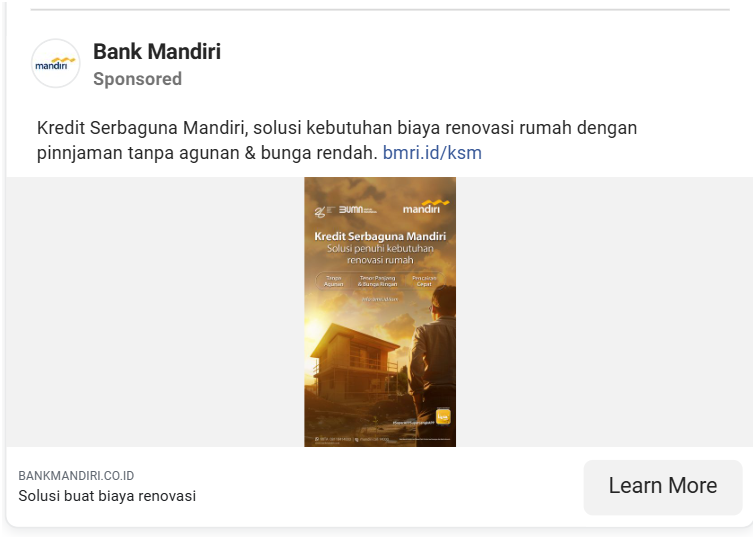 mandiri
Bank Mandiri
Sponsored
Kredit Serbaguna Mandiri, solusi kebutuhan biaya renovasi rumah dengan
pinnjaman tanpa agunan & bunga rendah. bmri.id/ksm
BUMN
mandiri
Kredit Serbaguna Mandiri
Solusi penuhi kebutuhan
renovasi rumah
Tanpa
Agunan
Tenor Panjang
& Bunga Ringan
Pencairan
Cepat
BANKMANDIRI.CO.ID
Solusi buat biaya renovasi
Learn More